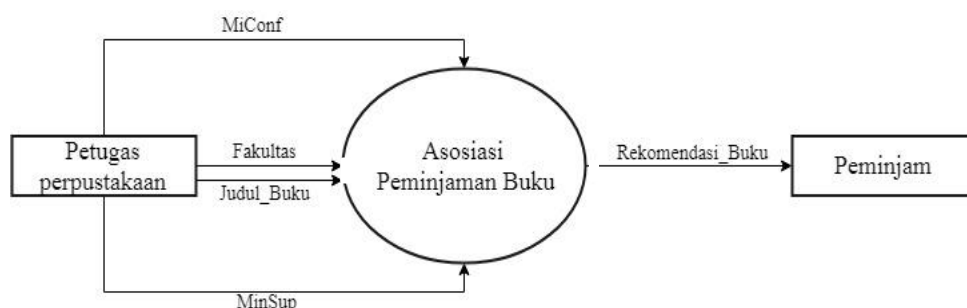 MiConf
Petugas
perpustakaan
Fakultas
Judul_Buku
Asosiasi
Peminjaman Buku
Rekomendasi_Buku
Peminjam
MinSup